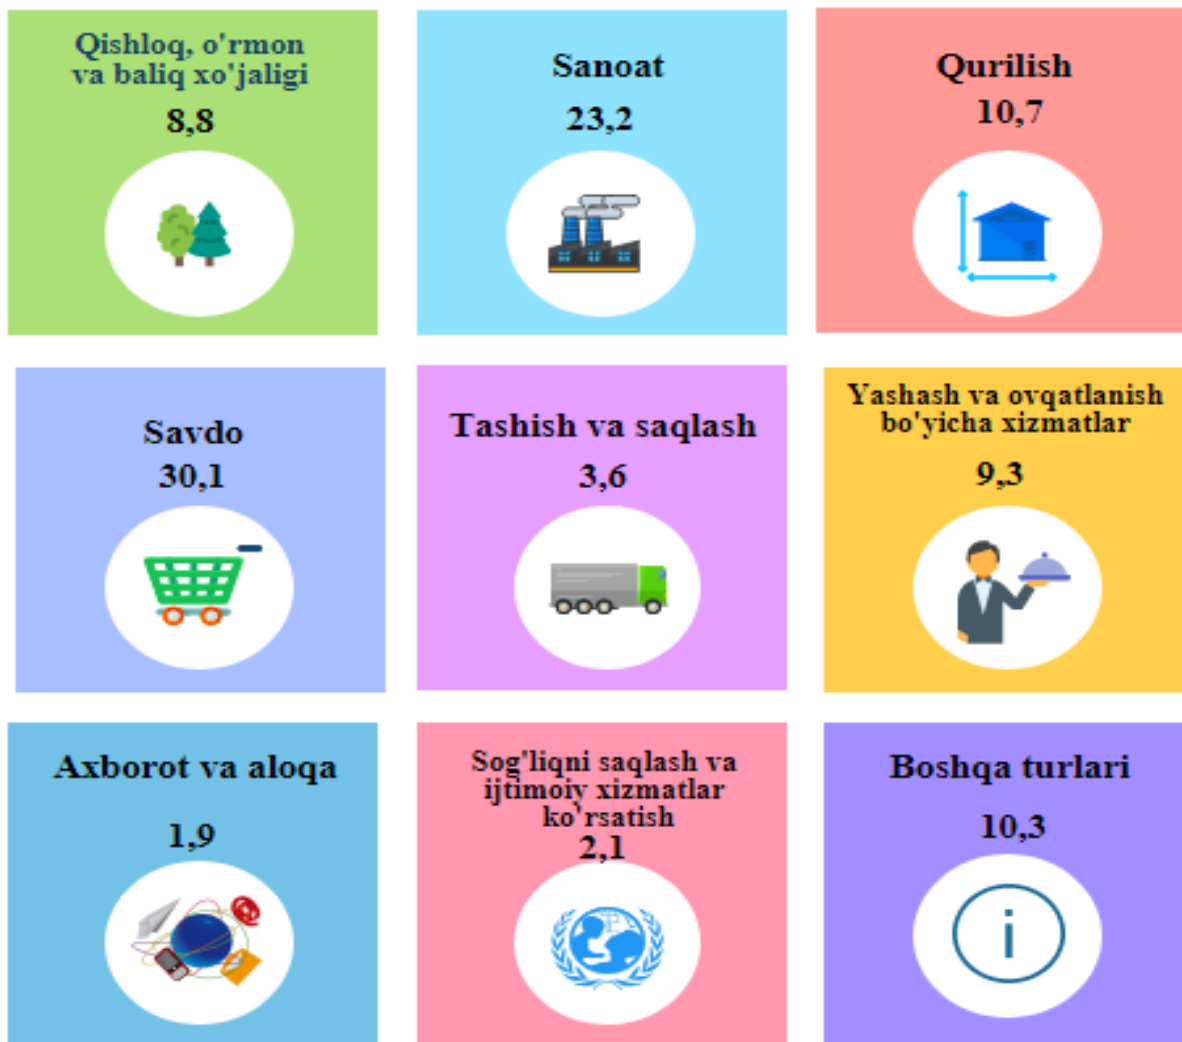 Qishloq, o'rmon
va baliq xo'jaligi
8,8
Sanoat
23,2
Qurilish
10,7
Savdo
30,1
Tashish va saqlash
3,6
Yashash va ovqatlanish
bo'yicha xizmatlar
9,3
Axborot va aloqa
1,9
Sog'liqni saqlash va
ijtimoiy xizmatlar
ko'rsatish
2,1
Boshqa turlari
10,3
i